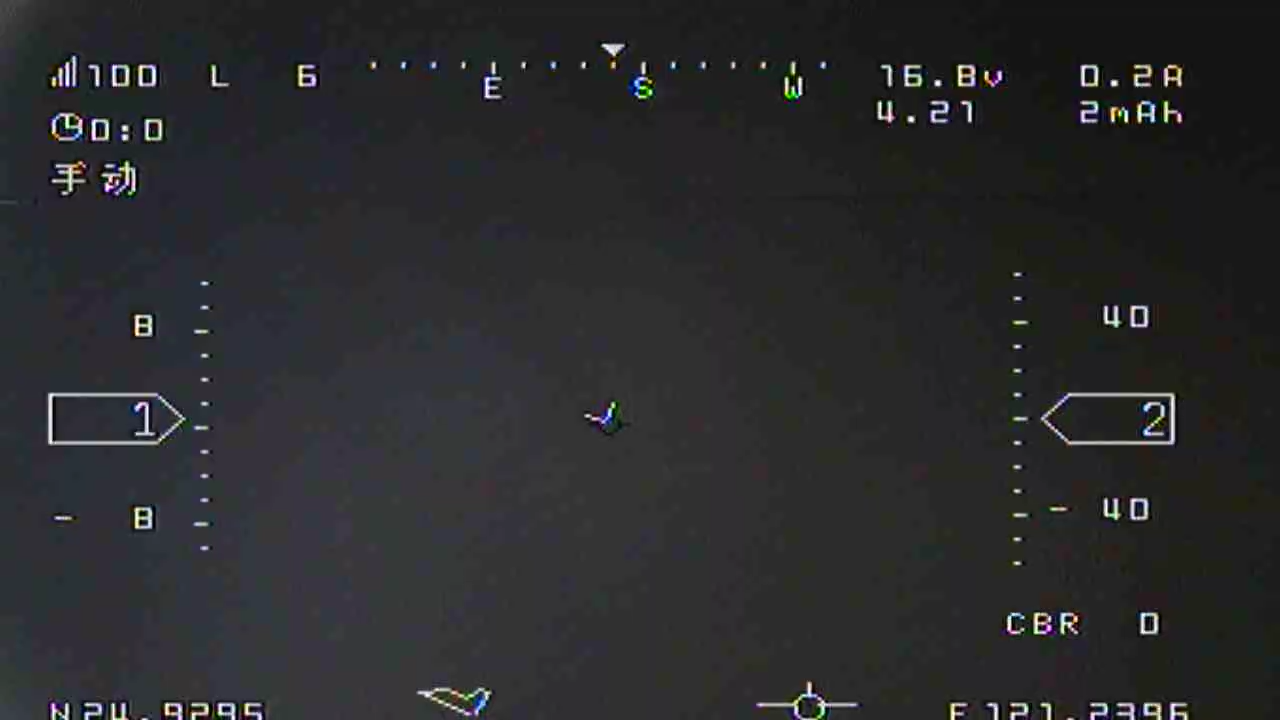 100 L 6 E S W 16.8v 0.2A
4.21 2mAh
0:0
手动
8 40
1 2
- 8 - 40
CBR 0
N24.9295 E121.2396